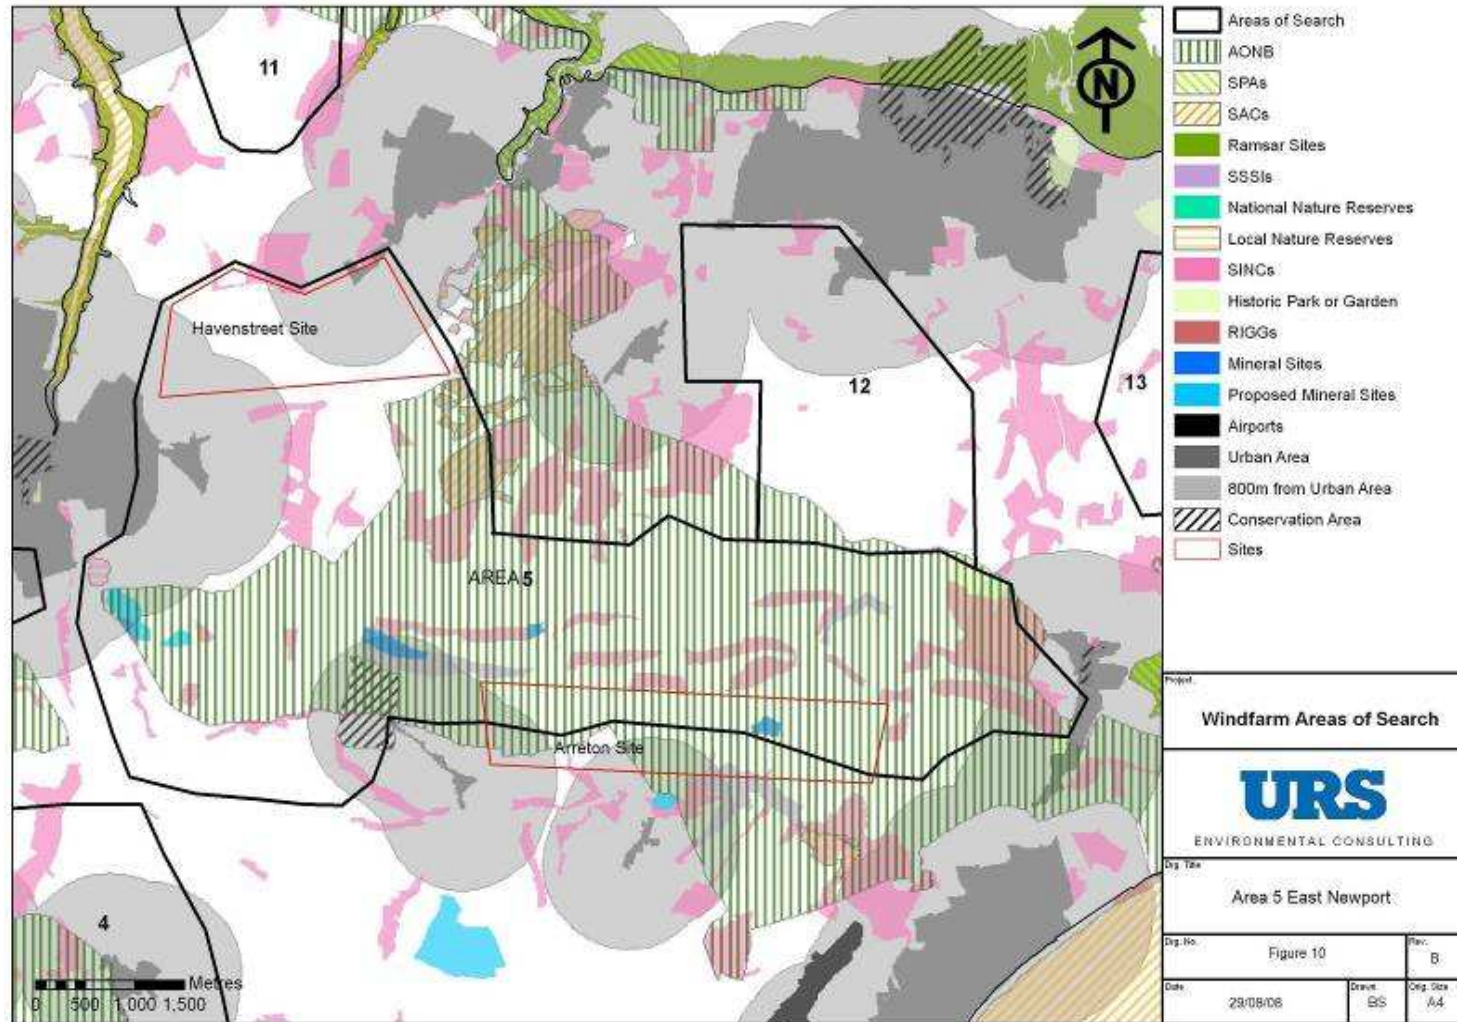 11
Havenstreet Site
12
13
AREA 5
Arreton Site
4
Metres
0 500 1,000 1,500
N
Areas of Search
AONB
SPAs
SACs
Ramsar Sites
SSSIs
National Nature Reserves
Local Nature Reserves
SINCs
Historic Park or Garden
RIGGs
Mineral Sites
Proposed Mineral Sites
Airports
Urban Area
800m from Urban Area
Conservation Area
Sites
Project.
Windfarm Areas of Search
URS
ENVIRONMENTAL CONSULTING
Drg. Title
Area 5 East Newport
Drg. No.
Figure 10
Rev.
B
Date
29/08/08
Drawn
BS
Orig. Size
A4